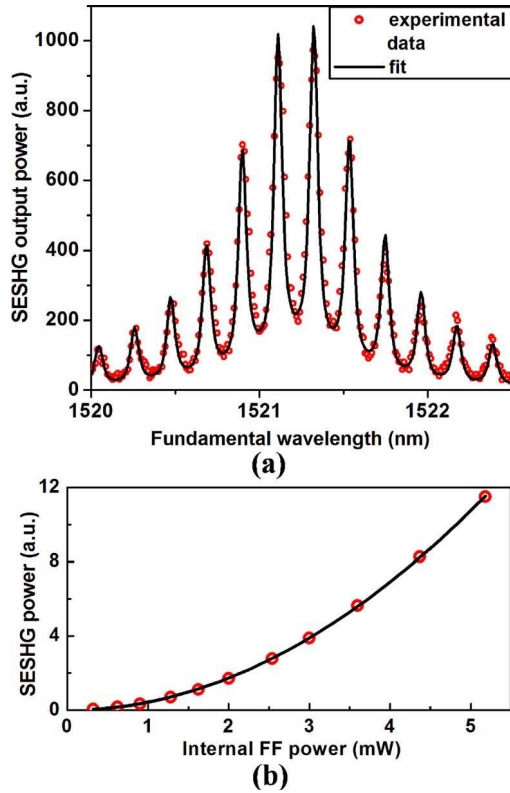 experimental
data
fit
SESHG output power (a.u.)
1000
800
600
400
200
0
1520
1521
1522
Fundamental wavelength (nm)
(a)
SESHG power (a.u.)
12
8
4
0
0
1
2
3
4
5
Internal FF power (mW)
(b)